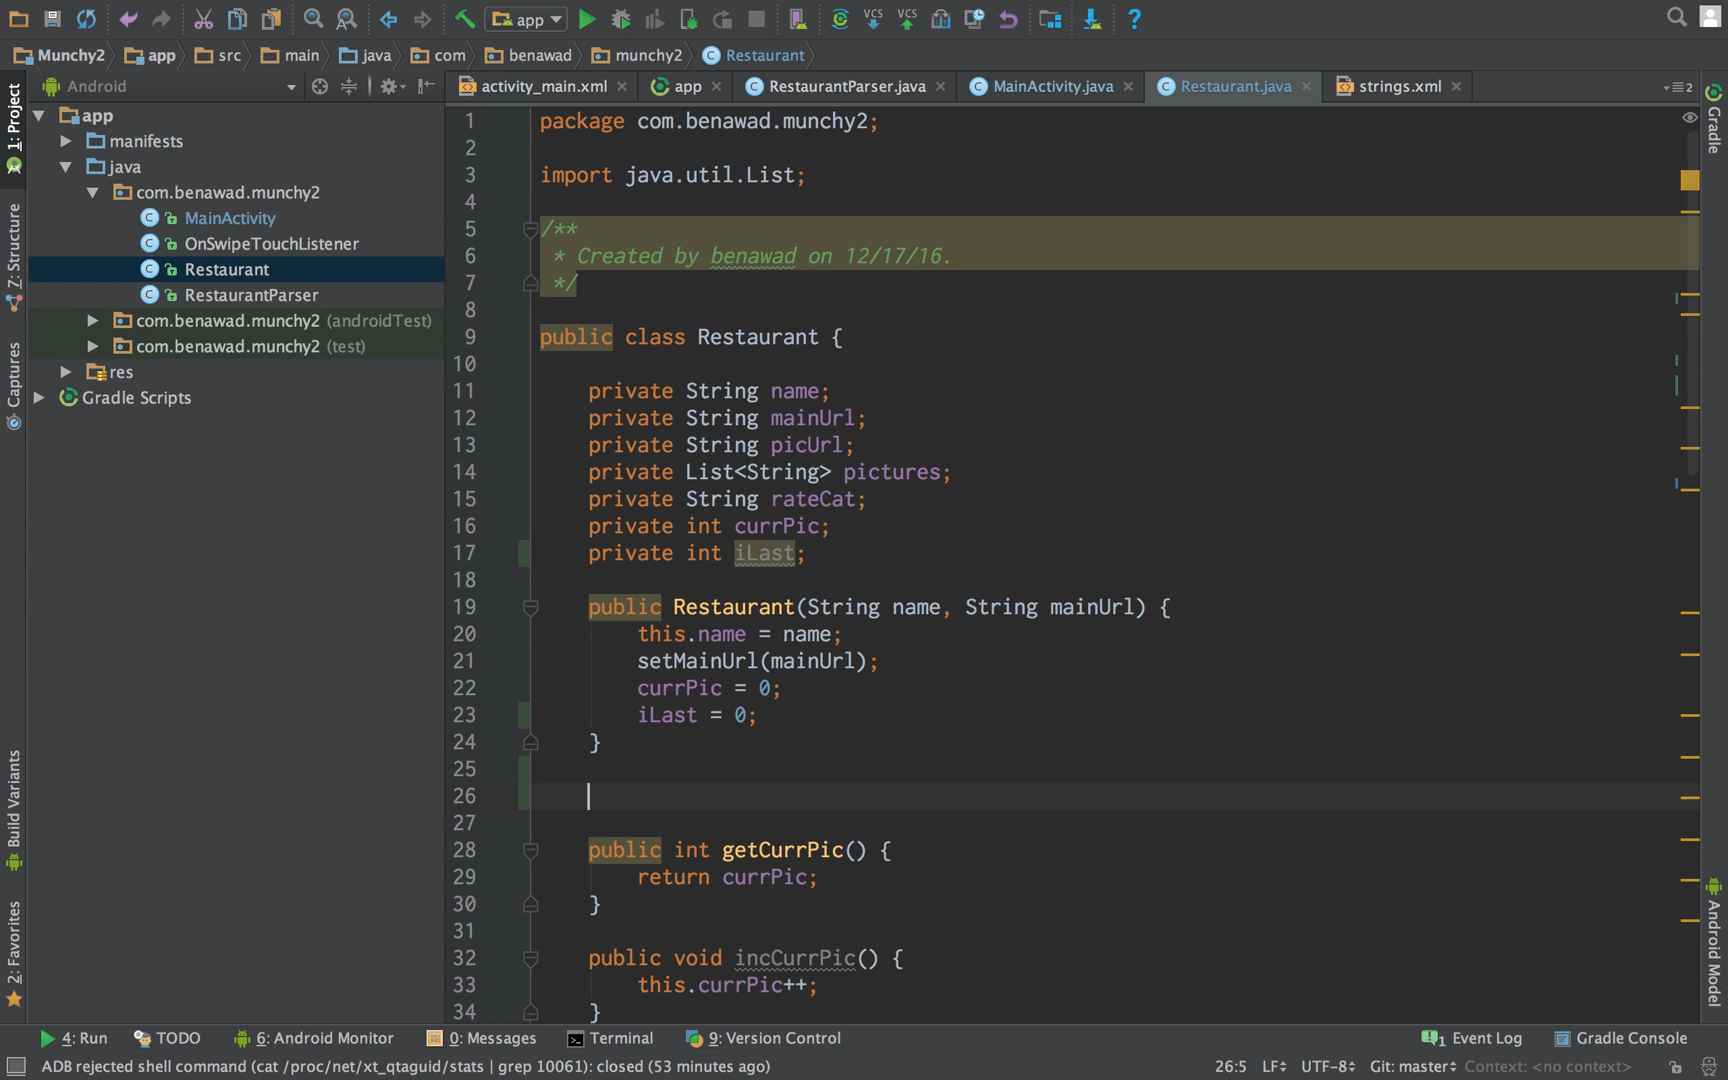 app
Munchy2 app src main java com benawad munchy2 Restaurant
Android
activity_main.xml app RestaurantParser.java MainActivity.java Restaurant.java strings.xml 2
1: Project
Z: Structure
Captures
Build Variants
2: Favorites
app
manifests
java
com.benawad.munchy2
MainActivity
OnSwipeTouchListener
Restaurant
RestaurantParser
com.benawad.munchy2 (androidTest)
com.benawad.munchy2 (test)
res
Gradle Scripts
1 package com.benawad.munchy2;
2
3 import java.util.List;
4
5 /**
6 * Created by benawad on 12/17/16.
7 */
8
9 public class Restaurant {
10
11 private String name;
12 private String mainUrl;
13 private String picUrl;
14 private List<String> pictures;
15 private String rateCat;
16 private int currPic;
17 private int iLast;
18
19 public Restaurant(String name, String mainUrl) {
20 this.name = name;
21 setMainUrl(mainUrl);
22 currPic = 0;
23 iLast = 0;
24 }
25
26
27
28 public int getCurrPic() {
29 return currPic;
30 }
31
32 public void incCurrPic() {
33 this.currPic++;
34 }
Gradle
Android Model
4: Run TODO 6: Android Monitor 0: Messages Terminal 9: Version Control 1 Event Log Gradle Console
ADB rejected shell command (cat /proc/net/xt_qtaguid/stats | grep 10061): closed (53 minutes ago) 26:5 LF UTF-8 Git: master Context: <no context>